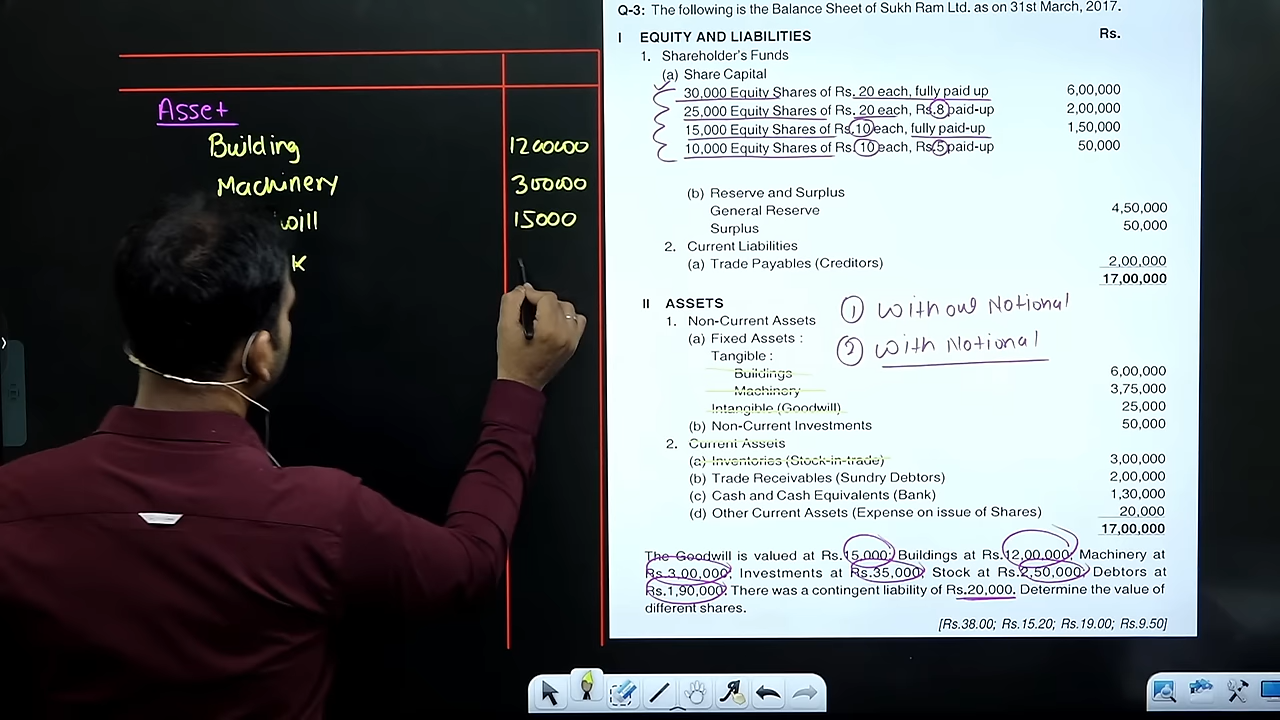 Asset
Building 1200000
Machinery 300000
will 15000
K
Q-3: The following is the Balance Sheet of Sukh Ram Ltd. as on 31st March, 2017.
I EQUITY AND LIABILITIES Rs.
1. Shareholder's Funds
(a) Share Capital
30,000 Equity Shares of Rs. 20 each, fully paid up 6,00,000
25,000 Equity Shares of Rs. 20 each, Rs.8 paid-up 2,00,000
15,000 Equity Shares of Rs.10 each, fully paid-up 1,50,000
10,000 Equity Shares of Rs. 10 each, Rs.5 paid-up 50,000
(b) Reserve and Surplus
General Reserve 4,50,000
Surplus 50,000
2. Current Liabilities
(a) Trade Payables (Creditors) 2,00,000
17,00,000
II ASSETS
1. Non-Current Assets
(a) Fixed Assets :
Tangible :
Buildings 6,00,000
Machinery 3,75,000
Intangible (Goodwill) 25,000
(b) Non-Current Investments 50,000
2. Current Assets
(a) Inventories (Stock-in-trade) 3,00,000
(b) Trade Receivables (Sundry Debtors) 2,00,000
(c) Cash and Cash Equivalents (Bank) 1,30,000
(d) Other Current Assets (Expense on issue of Shares) 20,000
17,00,000
① without Notional
② with Notional
The Goodwill is valued at Rs.15,000; Buildings at Rs.12,00,000; Machinery at
Rs.3,00,000; Investments at Rs.35,000; Stock at Rs.2,50,000; Debtors at
Rs.1,90,000. There was a contingent liability of Rs.20,000. Determine the value of
different shares.
[Rs.38.00; Rs.15.20; Rs.19.00; Rs.9.50]